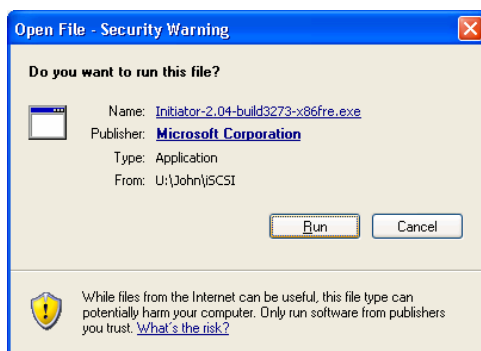 Open File - Security Warning
Do you want to run this file?
Name: Initiator-2.04-build3273-x86fre.exe
Publisher: Microsoft Corporation
Type: Application
From: U:\John\iSCSI
Run Cancel
While files from the Internet can be useful, this file type can
potentially harm your computer. Only run software from publishers
you trust. What's the risk?